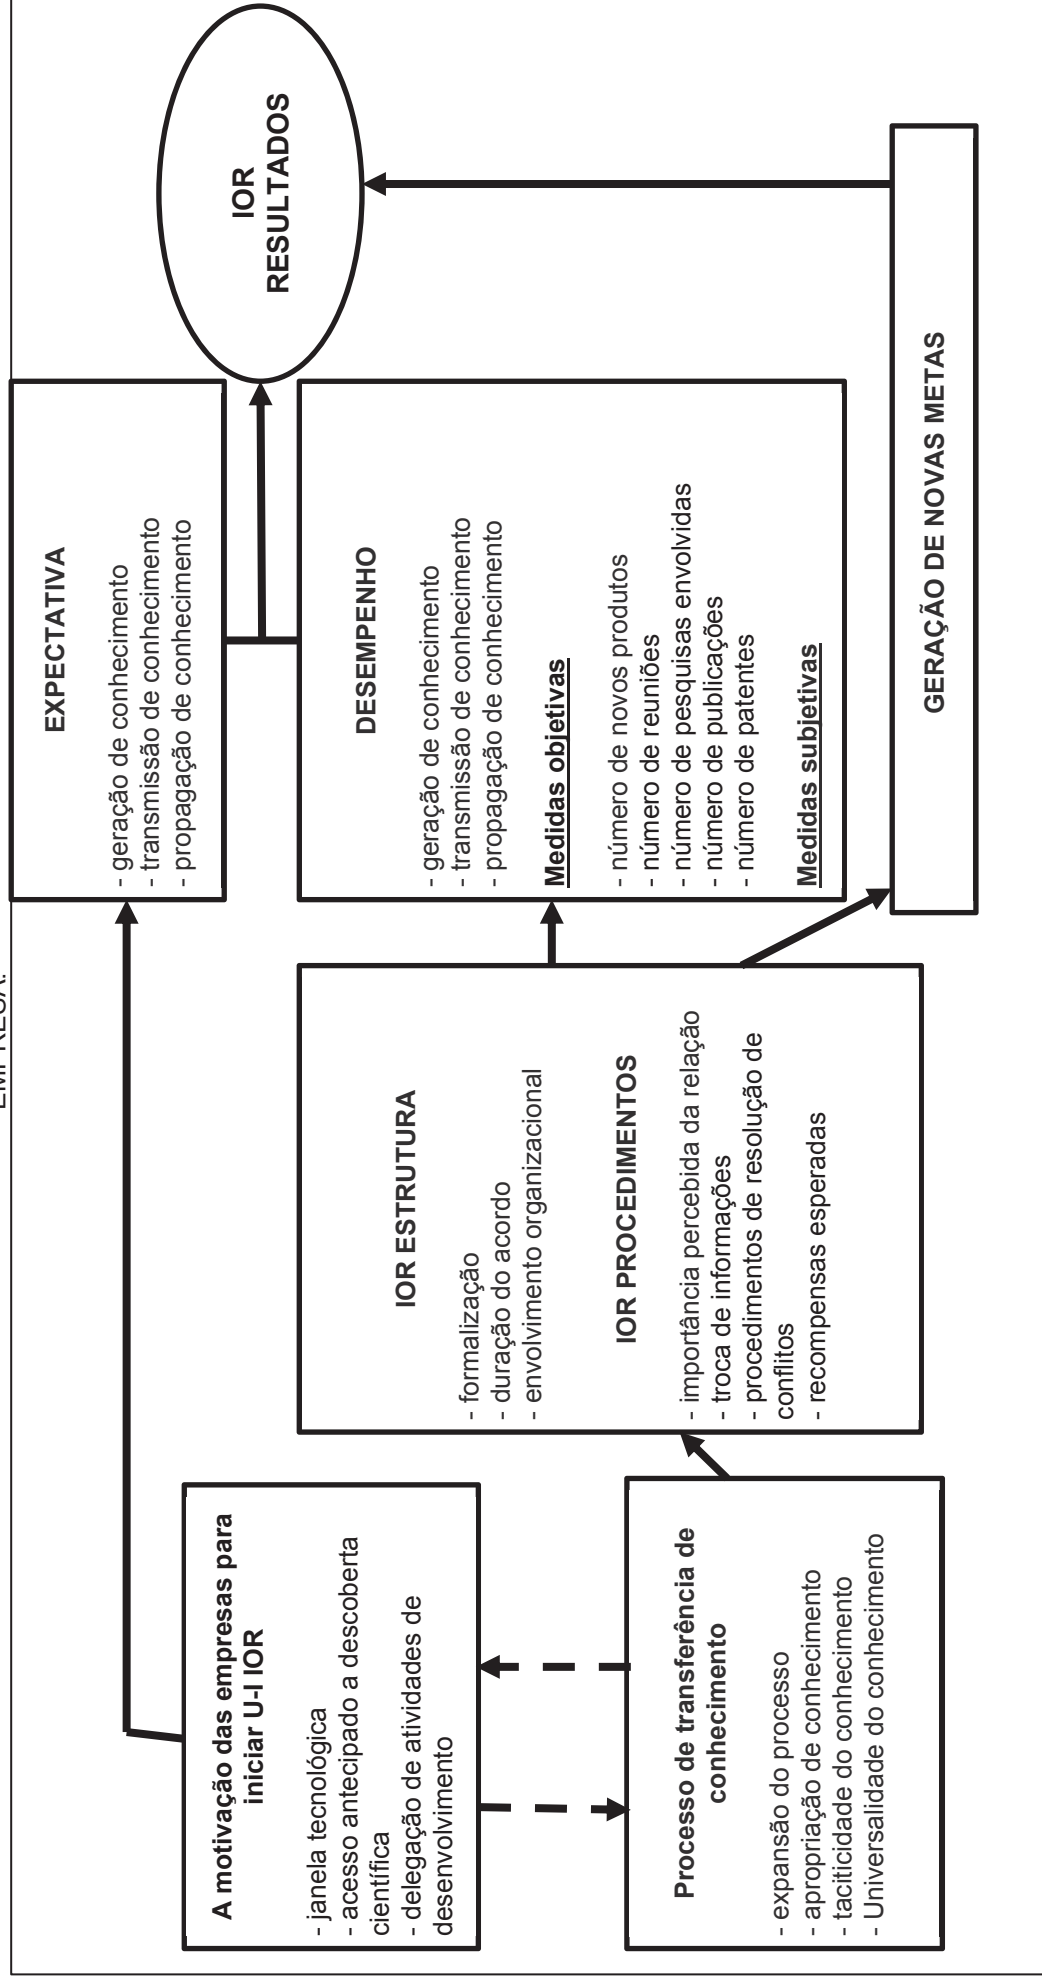 A motivação das empresas para
iniciar U-I IOR
- janela tecnológica
- acesso antecipado a descoberta
científica
- delegação de atividades de
desenvolvimento
Processo de transferência de
conhecimento
- expansão do processo
- apropriação de conhecimento
- taciticidade do conhecimento
- Universalidade do conhecimento
IOR ESTRUTURA
- formalização
- duração do acordo
- envolvimento organizacional
IOR PROCEDIMENTOS
- importância percebida da relação
- troca de informações
- procedimentos de resolução de
conflitos
- recompensas esperadas
EXPECTATIVA
- geração de conhecimento
- transmissão de conhecimento
- propagação de conhecimento
DESEMPENHO
- geração de conhecimento
- transmissão de conhecimento
- propagação de conhecimento
Medidas objetivas
- número de novos produtos
- número de reuniões
- número de pesquisas envolvidas
- número de publicações
- número de patentes
Medidas subjetivas
IOR
RESULTADOS
GERAÇÃO DE NOVAS METAS